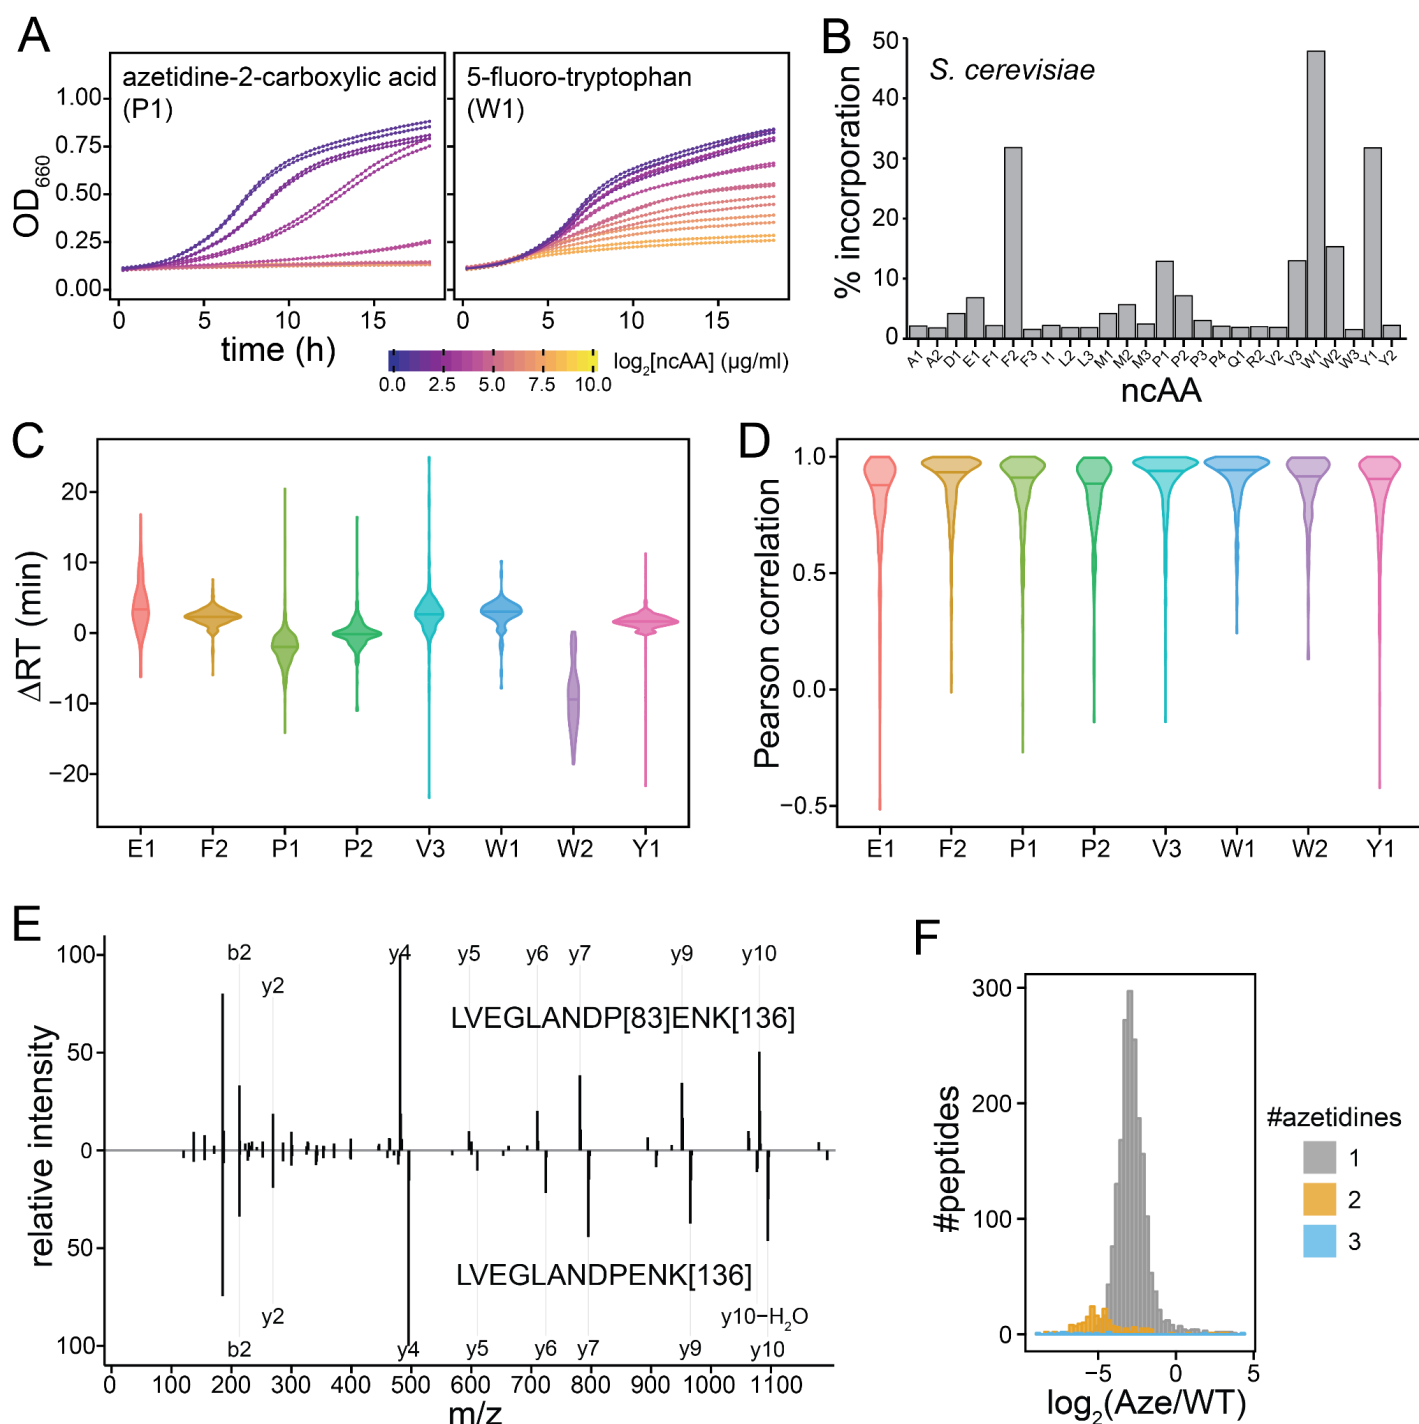 A
azetidine-2-carboxylic acid
(P1)
5-fluoro-tryptophan
(W1)
1.00
0.75
0.50
0.25
0.00
OD660
0 5 10 15
0 5 10 15
time (h)
log2[ncAA] (µg/ml)
0.0 2.5 5.0 7.5 10.0
B
S. cerevisiae
50
40
30
20
10
0
% incorporation
A1 A2 D1 E1 F1 F2 F3 I1 L2 L3 M1 M2 M3 P1 P2 P3 P4 Q1 R2 V2 V3 W1 W2 W3 Y1 Y2
ncAA
C
20
10
0
−10
−20
ΔRT (min)
E1 F2 P1 P2 V3 W1 W2 Y1
D
1.0
0.5
0.0
−0.5
Pearson correlation
E1 F2 P1 P2 V3 W1 W2 Y1
E
100
50
0
50
100
relative intensity
b2 y2 y4 y5 y6 y7 y9 y10
LVEGLANDP[83]ENK[136]
LVEGLANDPENK[136]
y10−H2O
b2 y2 y4 y5 y6 y7 y9 y10
0 100 200 300 400 500 600 700 800 900 1000 1100
m/z
F
300
200
100
0
#peptides
−5 0 5
log2(Aze/WT)
#azetidines
1
2
3